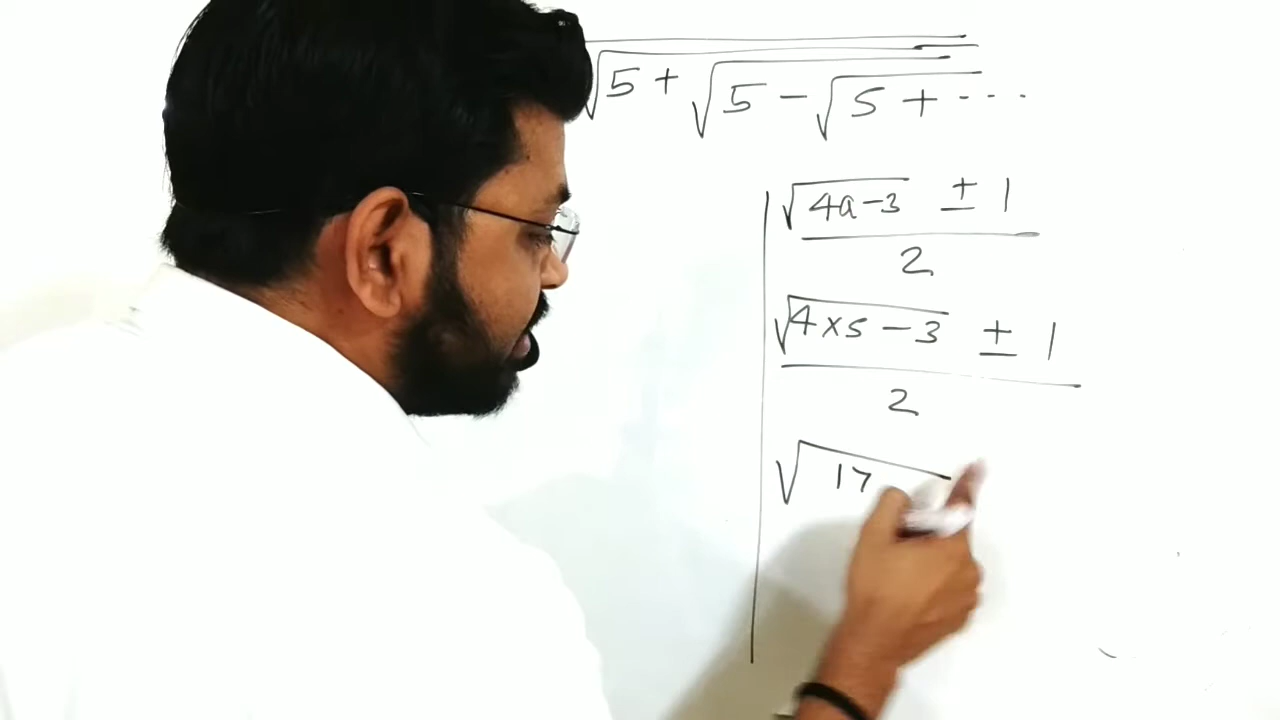 √5 + √5 − √5 + ...
√4a−3 ± 1
2
√4×5 − 3 ± 1
2
√17